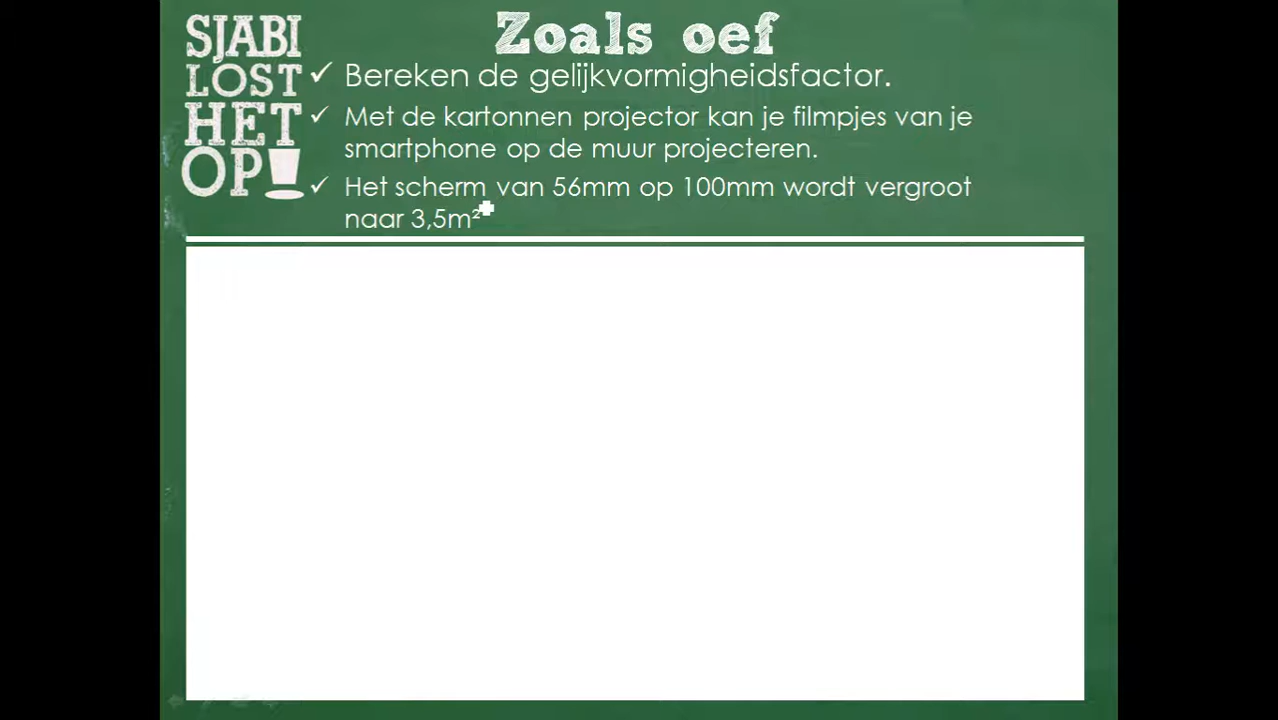 SJABI
LOST
HET
OP
Zoals oef
Bereken de gelijkvormigheidsfactor.
Met de kartonnen projector kan je filmpjes van je
smartphone op de muur projecteren.
Het scherm van 56mm op 100mm wordt vergroot
naar 3,5m²